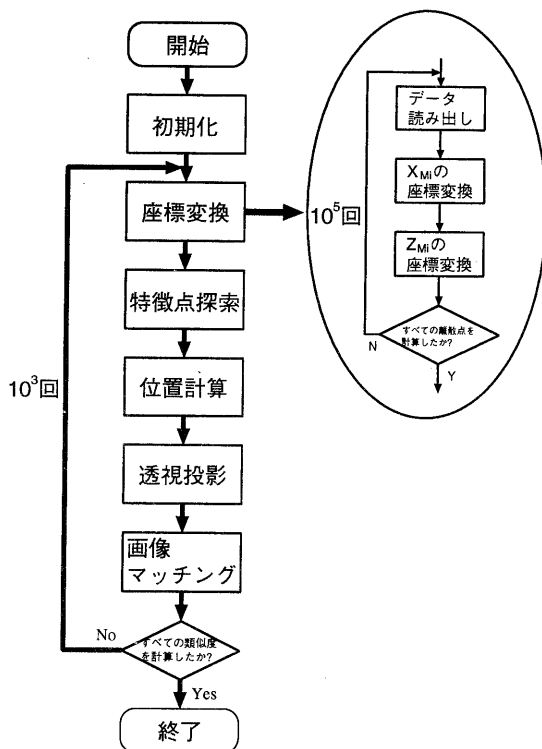 開始
初期化
座標変換
特徴点探索
位置計算
透視投影
画像
マッチング
すべての類似度
を計算したか?
No
Yes
終了
10³回
データ
読み出し
X_Miの
座標変換
Z_Miの
座標変換
すべての離散点を
計算したか?
N
Y
10⁵回